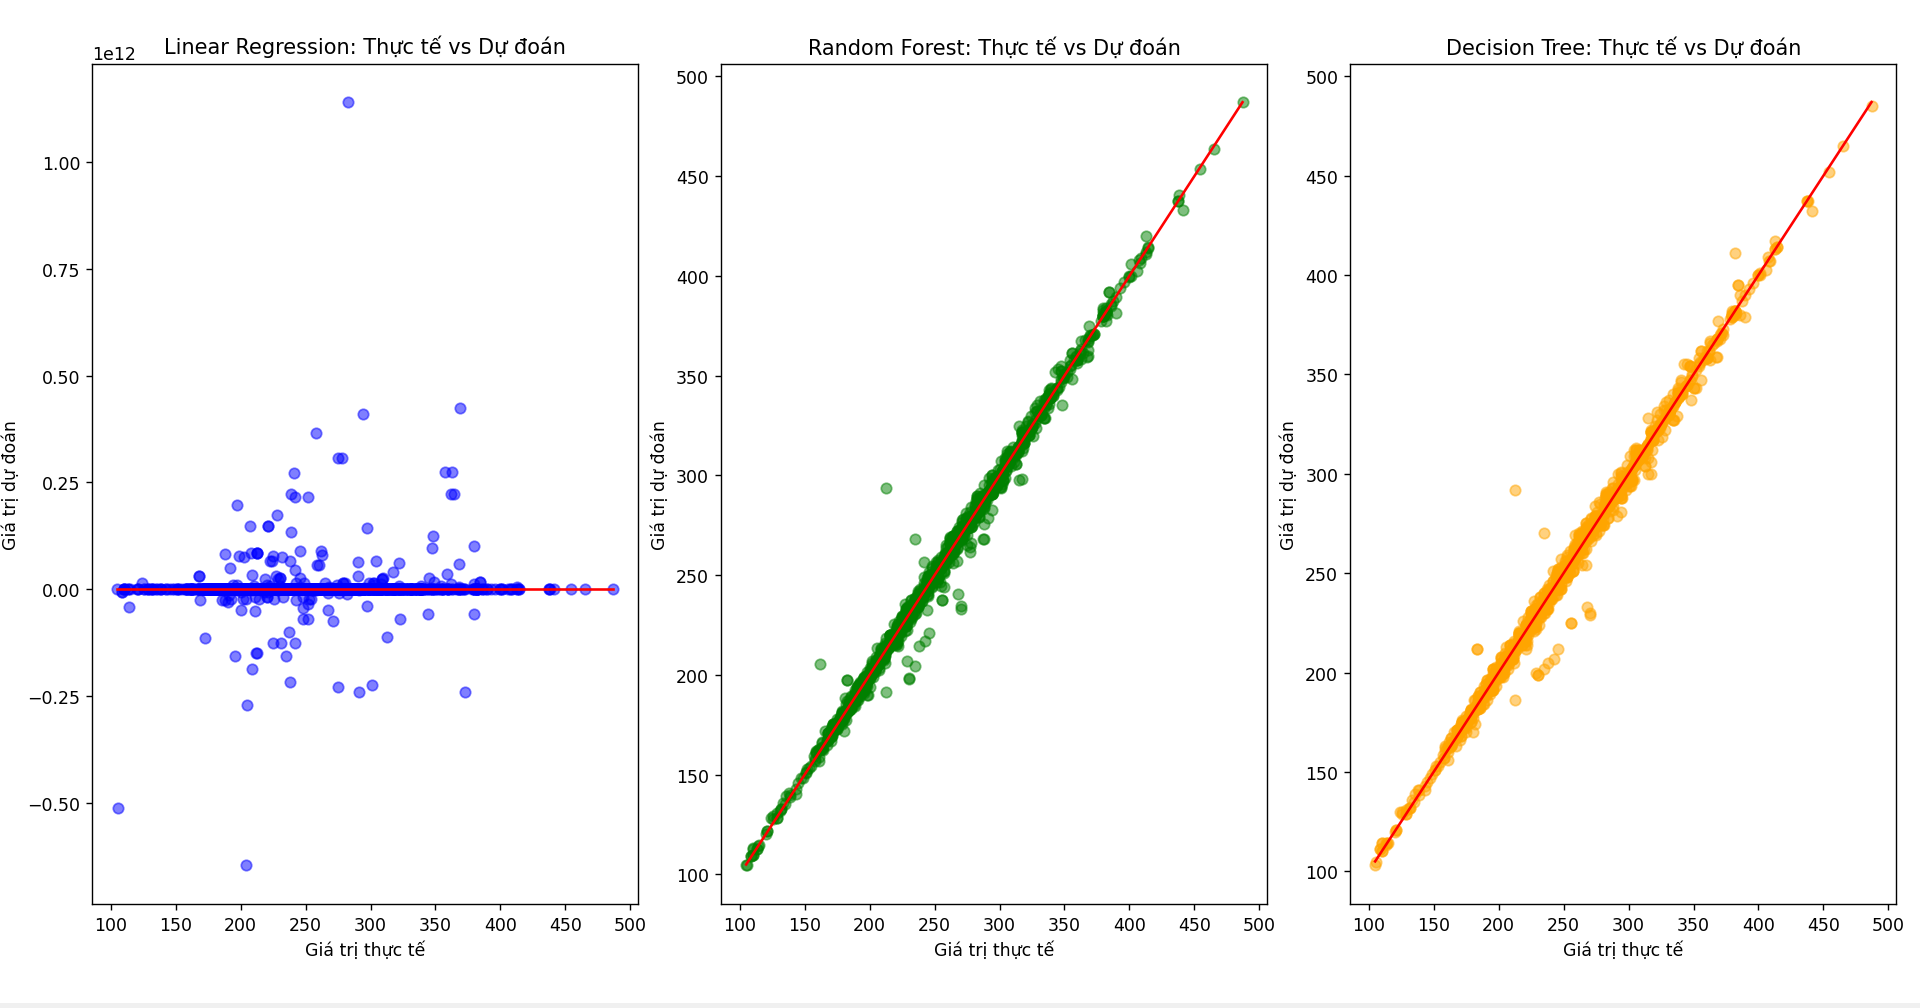 Linear Regression: Thực tế vs Dự đoán
1e12
1.00
0.75
0.50
0.25
0.00
−0.25
−0.50
Giá trị dự đoán
100 150 200 250 300 350 400 450 500
Giá trị thực tế
Random Forest: Thực tế vs Dự đoán
500
450
400
350
300
250
200
150
100
Giá trị dự đoán
100 150 200 250 300 350 400 450 500
Giá trị thực tế
Decision Tree: Thực tế vs Dự đoán
500
450
400
350
300
250
200
150
100
Giá trị dự đoán
100 150 200 250 300 350 400 450 500
Giá trị thực tế